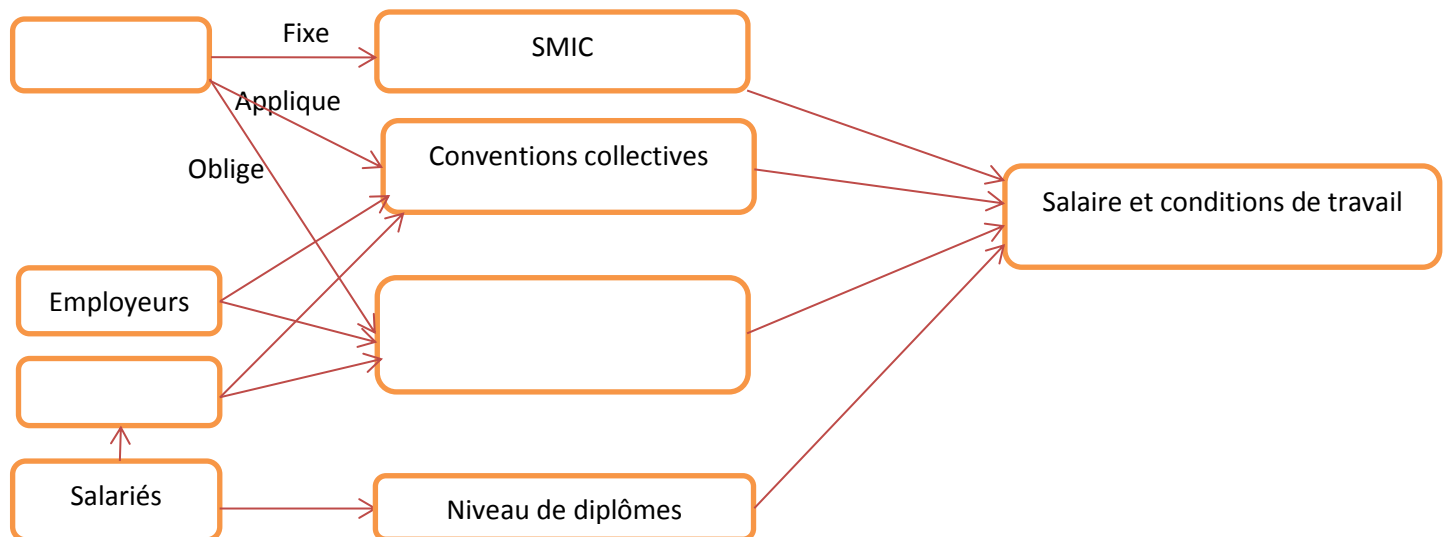 Fixe
SMIC
Applique
Conventions collectives
Oblige
Salaire et conditions de travail
Employeurs
Salariés
Niveau de diplômes